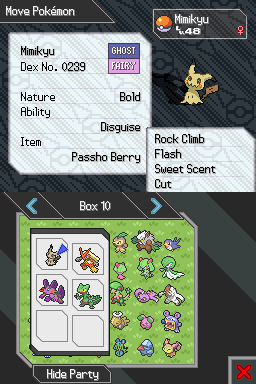 Move Pokémon
Mimikyu
Lv.48 ♀
Mimikyu GHOST
Dex No. 0239 FAIRY
Nature Bold
Ability
Disguise
Item
Passho Berry
Rock Climb
Flash
Sweet Scent
Cut
Box 10
Hide Party